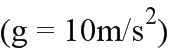 (g = 10m/s²)